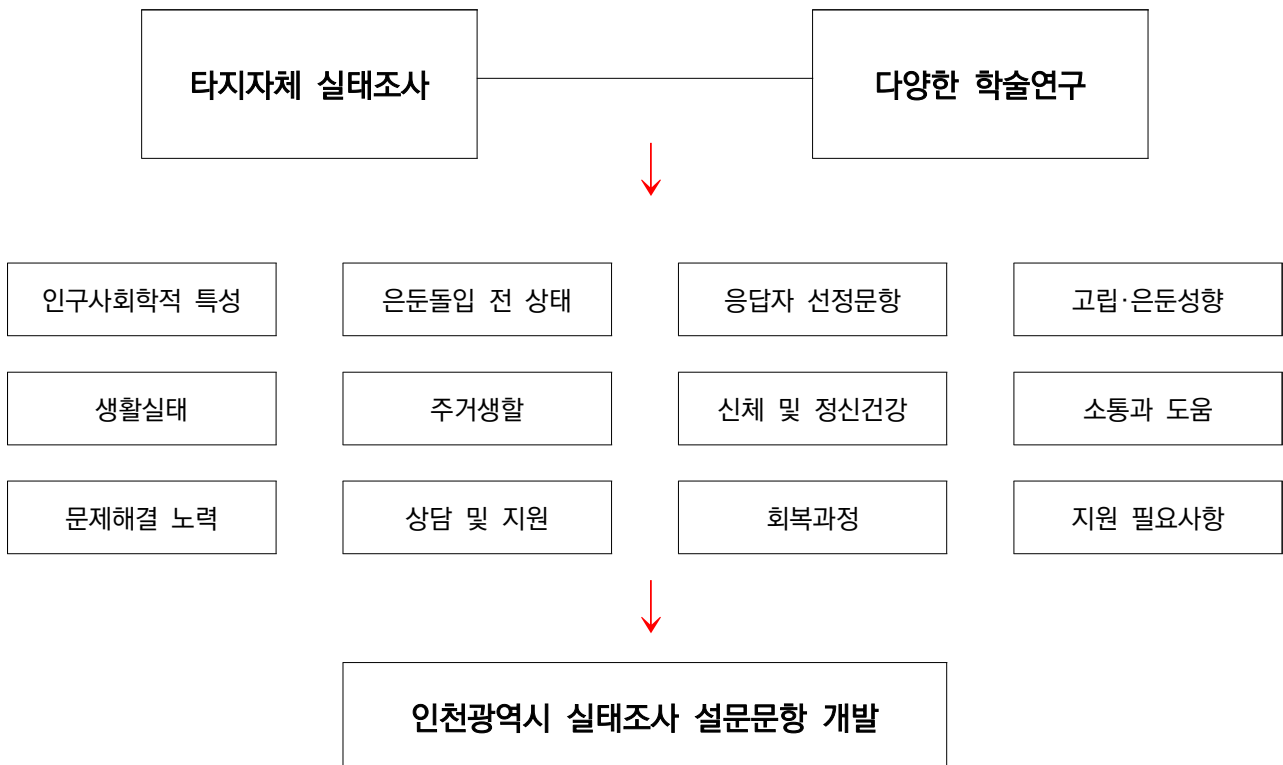 타지자체 실태조사
다양한 학술연구
인구사회학적 특성
은둔돌입 전 상태
응답자 선정문항
고립·은둔성향
생활실태
주거생할
신체 및 정신건강
소통과 도움
문제해결 노력
상담 및 지원
회복과정
지원 필요사항
인천광역시 실태조사 설문문항 개발